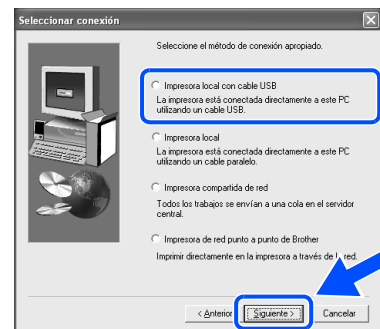 Seleccionar conexión
Seleccione el método de conexión apropiado.
Impresora local con cable USB
La impresora está conectada directamente a este PC
utilizando un cable USB.
Impresora local
La impresora está conectada directamente a este PC
utilizando un cable paralelo.
Impresora compartida de red
Todos los trabajos se envían a una cola en el servidor
central.
Impresora de red punto a punto de Brother
Imprimir directamente en la impresora a través de la red.
< Anterior
Siguiente >
Cancelar